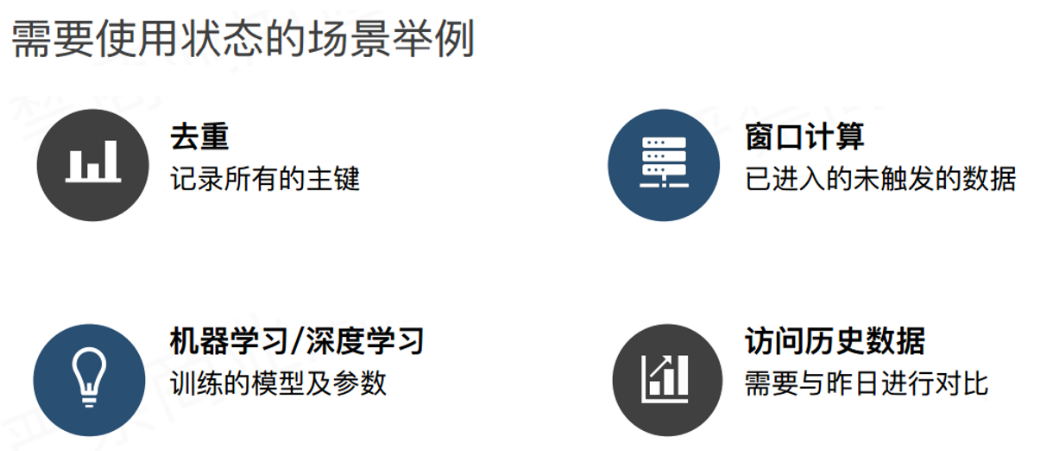 需要使用状态的场景举例
去重
记录所有的主键
窗口计算
已进入的未触发的数据
机器学习/深度学习
训练的模型及参数
访问历史数据
需要与昨日进行对比